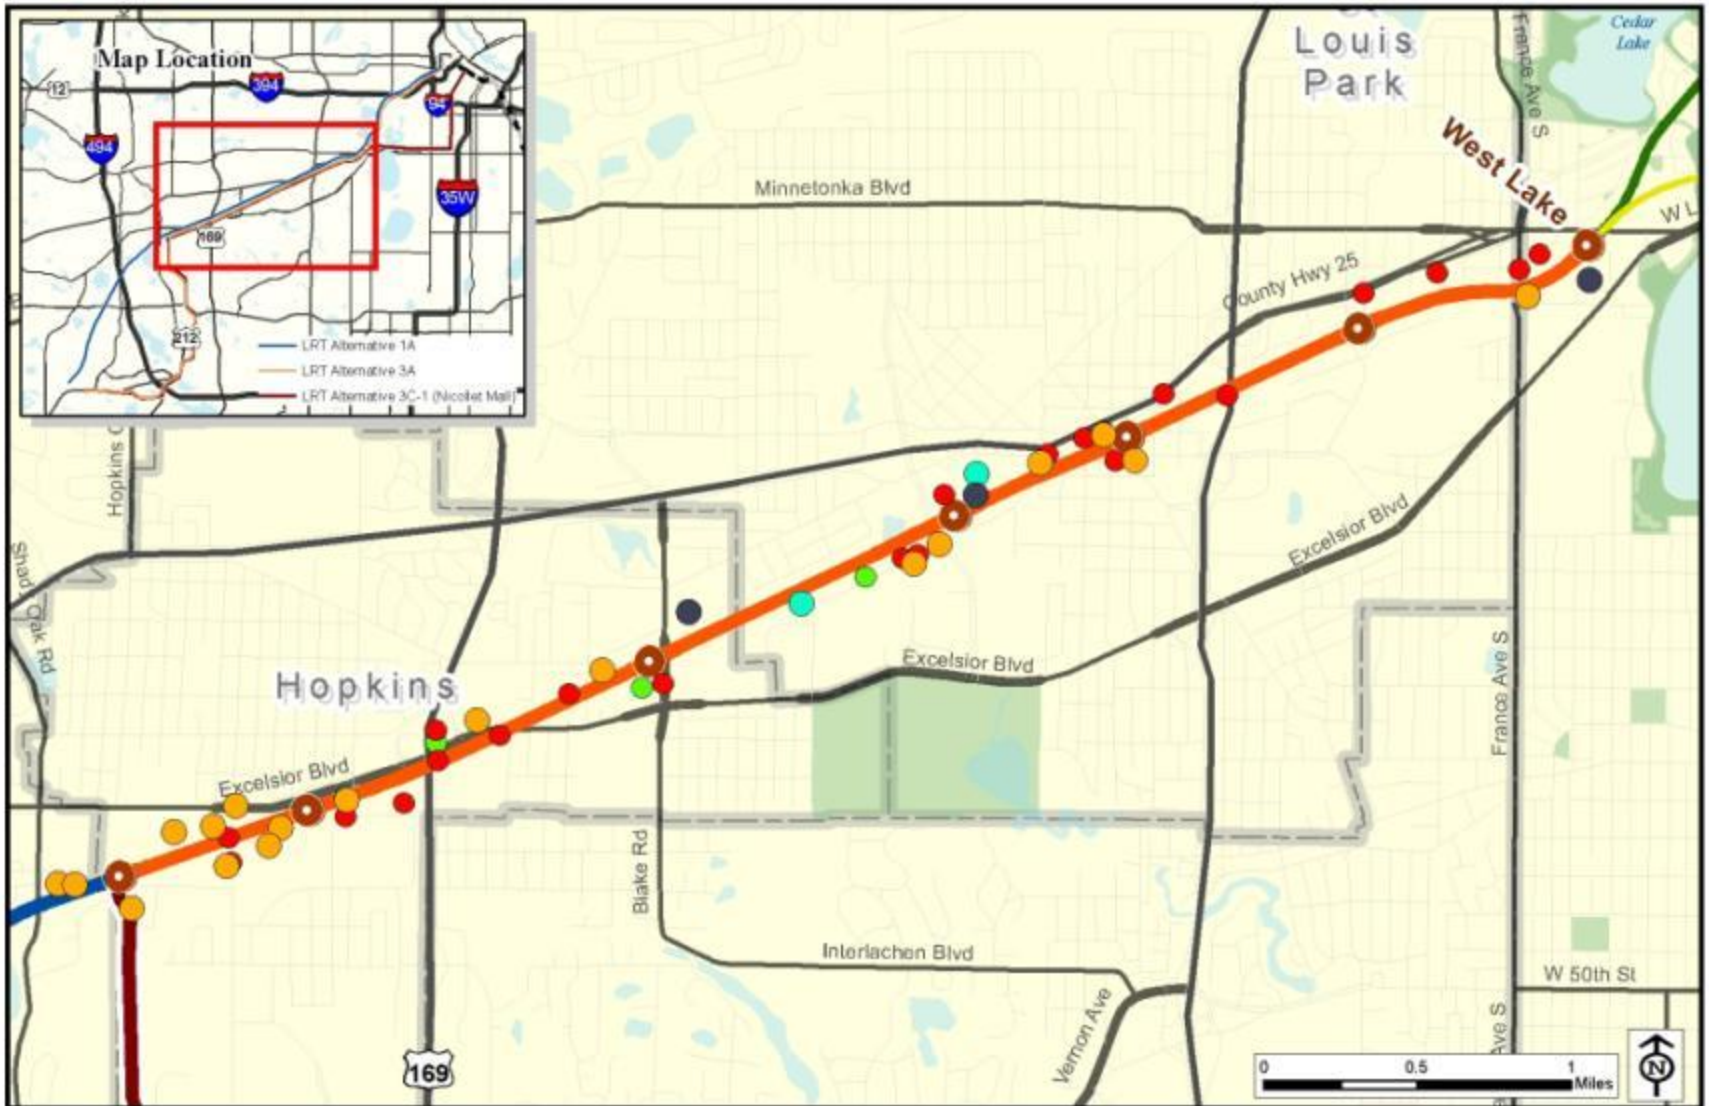 Map Location
12
394
94
494
35W
169
212
LRT Alternative 1A
LRT Alternative 3A
LRT Alternative 3C-1 (Nicollet Mall)
Louis
Park
Cedar
Lake
France Ave S
West Lake
Minnetonka Blvd
W L
County Hwy 25
Hopkins
Excelsior Blvd
Shady Oak Rd
Hopkins
Excelsior Blvd
France Ave S
Excelsior Blvd
Blake Rd
Interlachen Blvd
W 50th St
Vernon Ave
Ave S
169
0 0.5 1
Miles
N